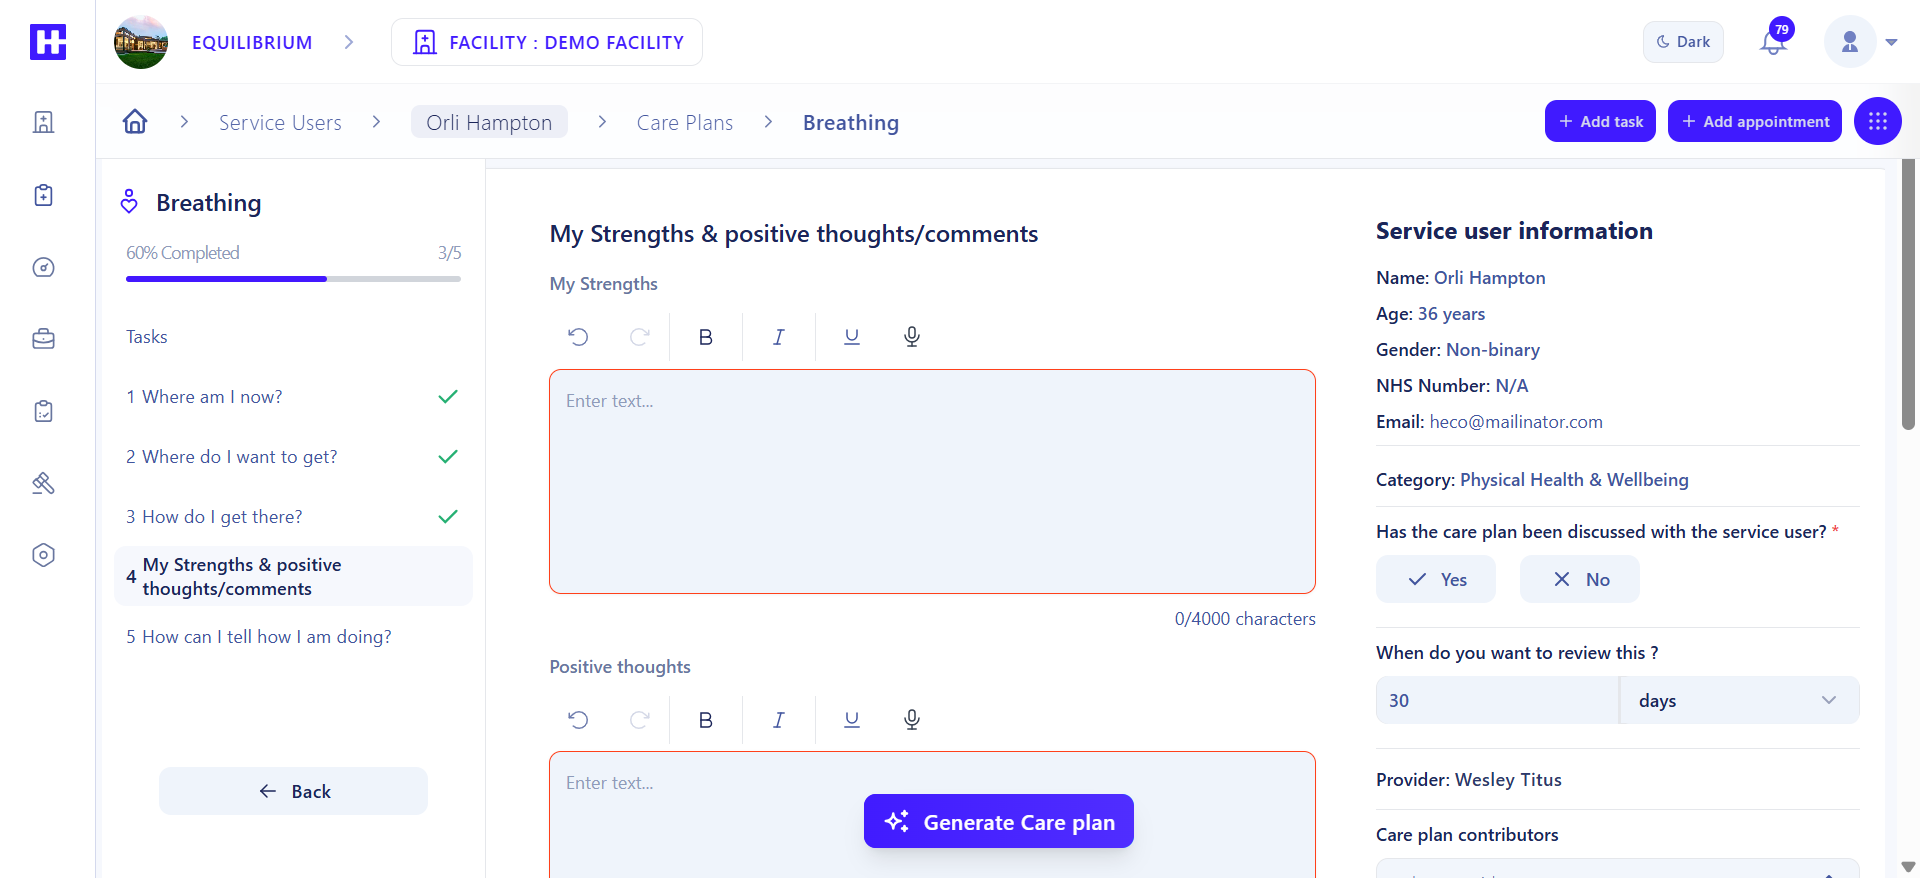 EQUILIBRIUM
FACILITY : DEMO FACILITY
Dark
79
Service Users
Orli Hampton
Care Plans
Breathing
+ Add task
+ Add appointment
Breathing
60% Completed
3/5
Tasks
1 Where am I now?
2 Where do I want to get?
3 How do I get there?
4 My Strengths & positive
thoughts/comments
5 How can I tell how I am doing?
Back
My Strengths & positive thoughts/comments
My Strengths
B I U
Enter text...
0/4000 characters
Positive thoughts
B I U
Enter text...
Generate Care plan
Service user information
Name: Orli Hampton
Age: 36 years
Gender: Non-binary
NHS Number: N/A
Email: heco@mailinator.com
Category: Physical Health & Wellbeing
Has the care plan been discussed with the service user? *
Yes
No
When do you want to review this ?
30
days
Provider: Wesley Titus
Care plan contributors